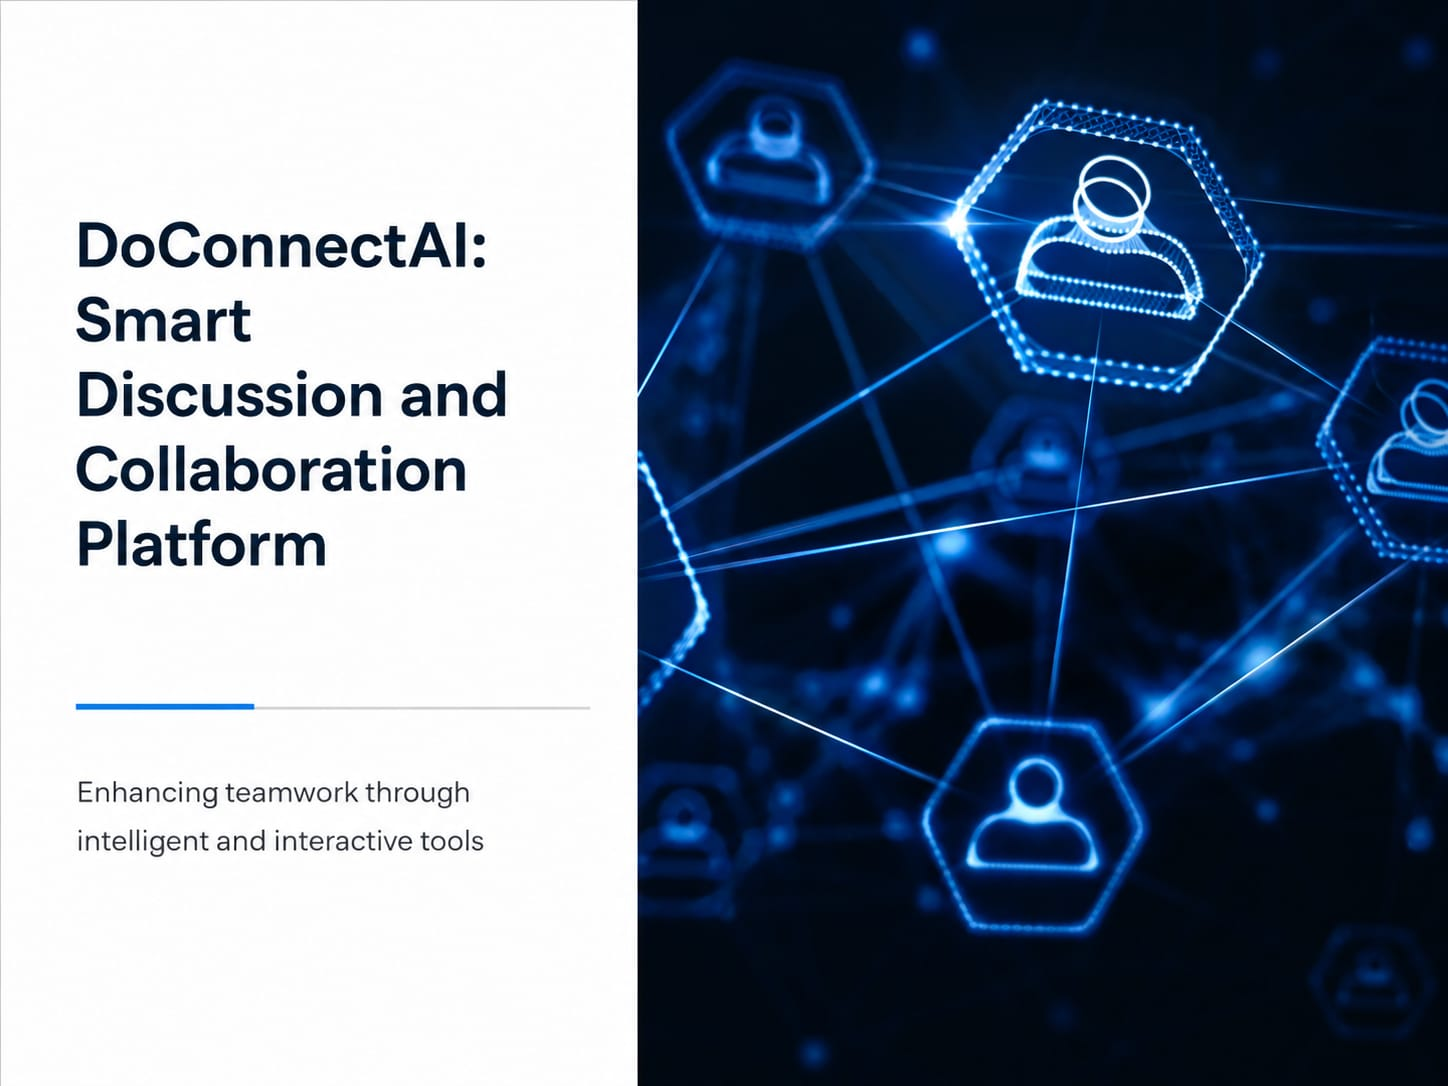 DoConnectAI:
Smart
Discussion and
Collaboration
Platform
Enhancing teamwork through
intelligent and interactive tools